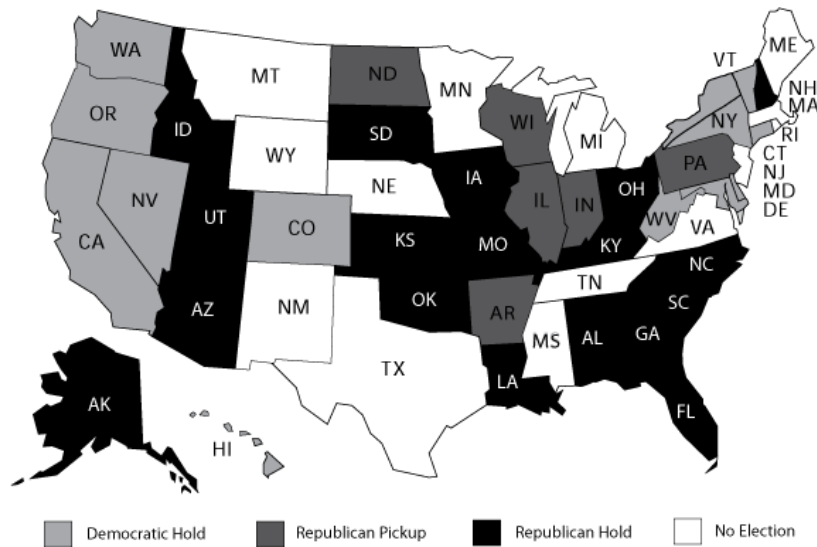 WA
MT
ND
MN
VT
ME
OR
ID
SD
WI
MI
NY
NH
MA
RI
WY
IA
PA
CT
NJ
MD
DE
NE
NV
UT
CO
IL
IN
OH
WV
VA
CA
KS
MO
KY
NC
AZ
NM
OK
AR
TN
SC
TX
MS
AL
GA
LA
FL
AK
HI
Democratic Hold
Republican Pickup
Republican Hold
No Election